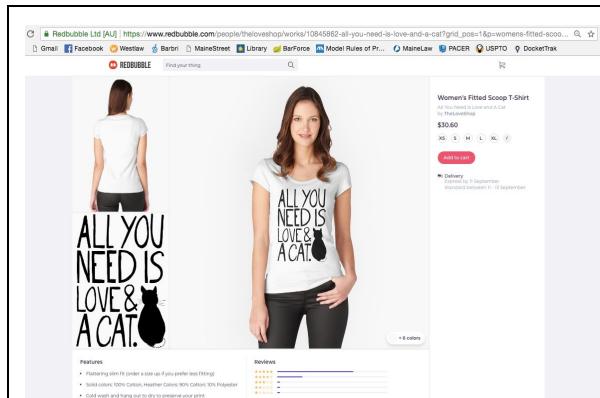 Redbubble Ltd [AU] https://www.redbubble.com/people/theloveshop/works/10845862-all-you-need-is-love-and-a-cat?grid_pos=1&p=womens-fitted-scoo...
Gmail Facebook Westlaw Barbri MaineStreet Library BarForce Model Rules of Pr... MaineLaw PACER USPTO DocketTrak
REDBUBBLE Find your thing
Women's Fitted Scoop T-Shirt
All You Need Is Love and A Cat
by TheLoveShop
$30.60
XS S M L XL
Add to cart
Delivery
Express by 11 September
Standard between 11 - 13 September
ALL YOU
NEED IS
LOVE &
A CAT.
ALL YOU
NEED IS
LOVE &
A CAT.
+ 6 colors
Features
Flattering slim fit (order a size up if you prefer less fitting)
Solid colors: 100% Cotton, Heather Colors: 90% Cotton: 10% Polyester
Cold wash and hang out to dry to preserve your print
Reviews